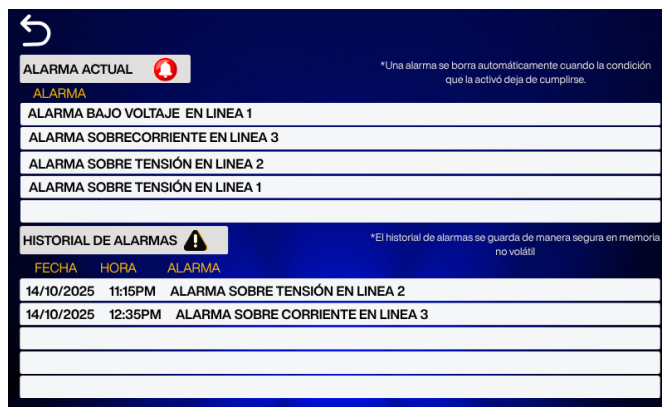 ALARMA ACTUAL
*Una alarma se borra automáticamente cuando la condición
que la activó deja de cumplirse.
ALARMA
ALARMA BAJO VOLTAJE EN LINEA 1
ALARMA SOBRECORRIENTE EN LINEA 3
ALARMA SOBRE TENSIÓN EN LINEA 2
ALARMA SOBRE TENSIÓN EN LINEA 1
HISTORIAL DE ALARMAS
*El historial de alarmas se guarda de manera segura en memoria
no volátil
FECHA HORA ALARMA
14/10/2025 11:15PM ALARMA SOBRE TENSIÓN EN LINEA 2
14/10/2025 12:35PM ALARMA SOBRE CORRIENTE EN LINEA 3